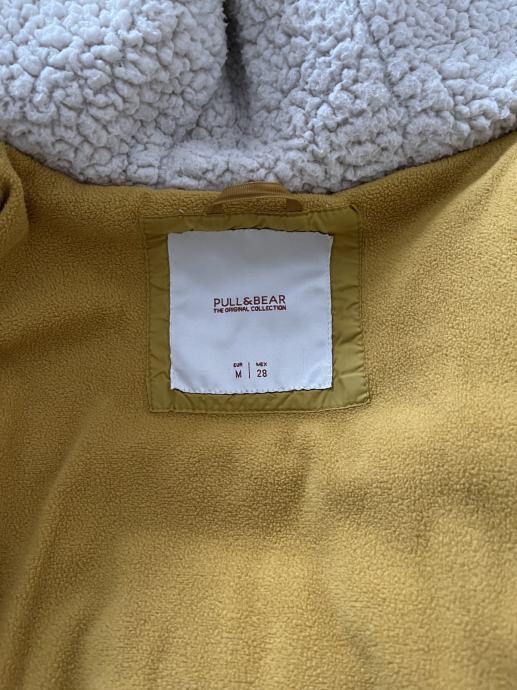 PULL&BEAR
THE ORIGINAL COLLECTION
EUR | MEX
M | 28